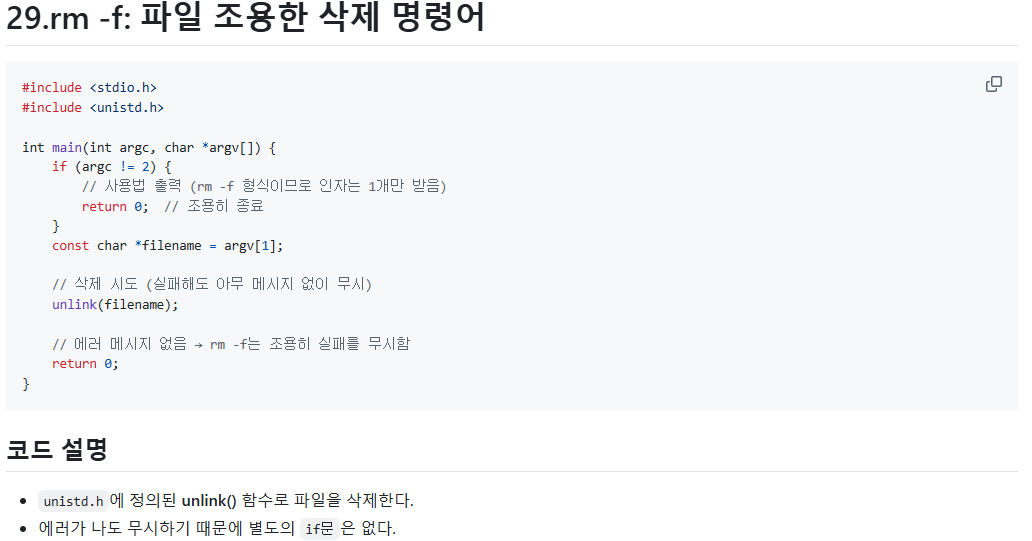 29.rm -f: 파일 조용한 삭제 명령어
#include <stdio.h>
#include <unistd.h>
int main(int argc, char *argv[]) {
    if (argc != 2) {
        // 사용법 출력 (rm -f 형식이므로 인자는 1개만 받음)
        return 0;  // 조용히 종료
    }
    const char *filename = argv[1];
    // 삭제 시도 (실패해도 아무 메시지 없이 무시)
    unlink(filename);
    // 에러 메시지 없음 → rm -f는 조용히 실패를 무시함
    return 0;
}
코드 설명
• unistd.h에 정의된 unlink() 함수로 파일을 삭제한다.
• 에러가 나도 무시하기 때문에 별도의 if문은 없다.